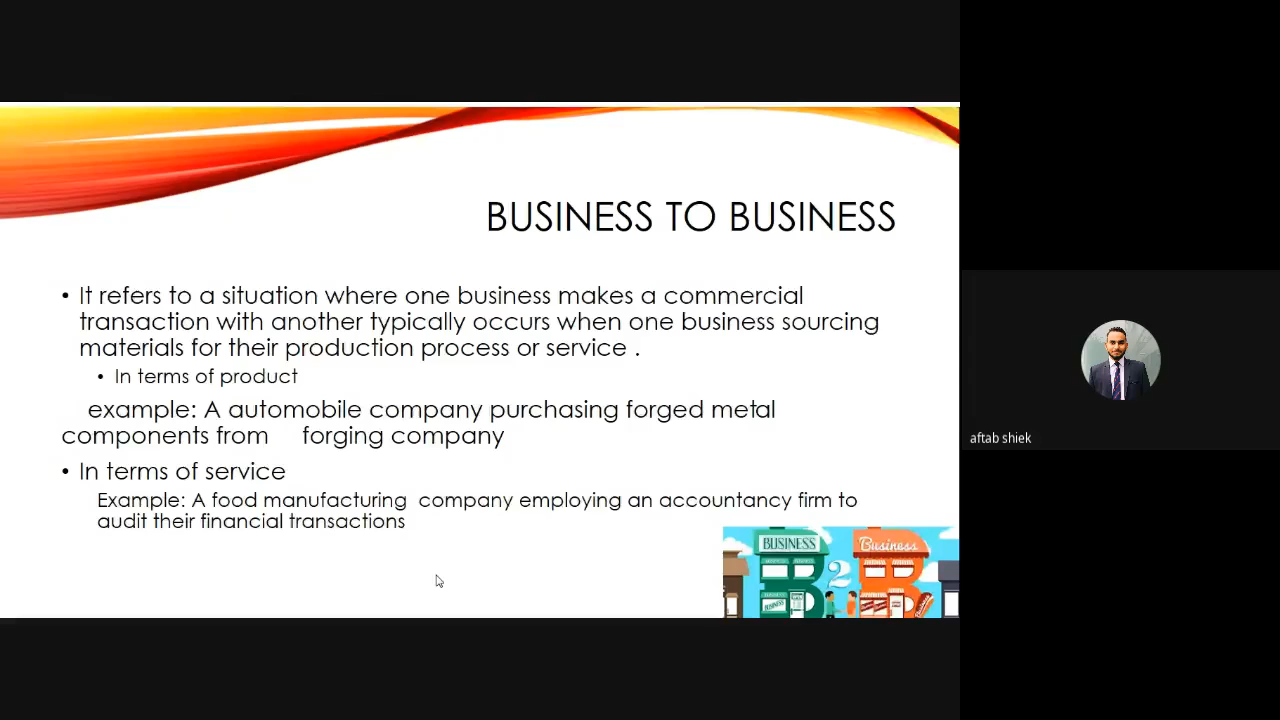 BUSINESS TO BUSINESS
• It refers to a situation where one business makes a commercial
transaction with another typically occurs when one business sourcing
materials for their production process or service .
• In terms of product
example: A automobile company purchasing forged metal
components from forging company
• In terms of service
Example: A food manufacturing company employing an accountancy firm to
audit their financial transactions
BUSINESS
Business
2
aftab shiek